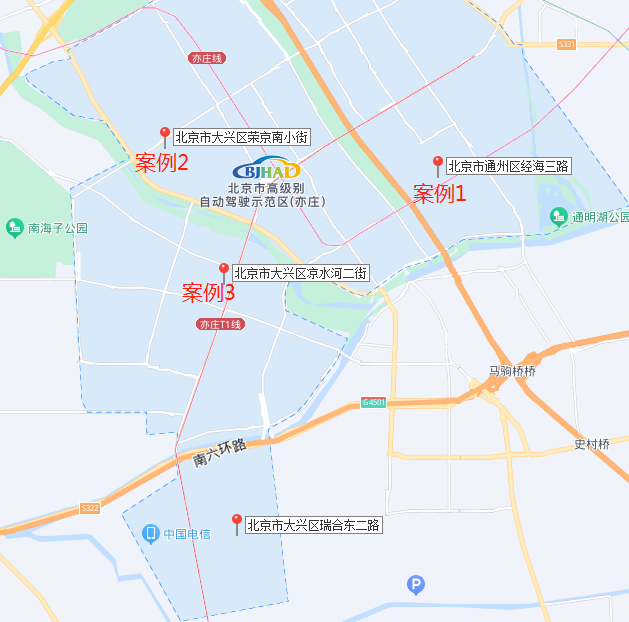 S331
亦庄线
北京市大兴区荣京南小街
案例2
北京市通州区经海三路
案例1
BJHAD
北京市高级别
自动驾驶示范区(亦庄)
通明湖公园
南海子公园
北京市大兴区京水河二街
案例3
亦庄T1线
马驹桥桥
G4501
史村桥
南六环路
S322
北京市大兴区瑞合东二路
中国电信
P